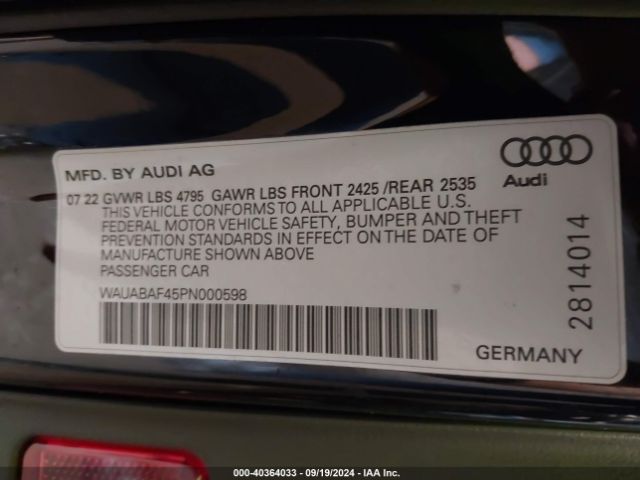 MFD. BY AUDI AG
07 22 GVWR LBS 4795 GAWR LBS FRONT 2425 /REAR 2535
THIS VEHICLE CONFORMS TO ALL APPLICABLE U.S.
FEDERAL MOTOR VEHICLE SAFETY, BUMPER AND THEFT
PREVENTION STANDARDS IN EFFECT ON THE DATE OF
MANUFACTURE SHOWN ABOVE
PASSENGER CAR
WAUABAF45PN000598
Audi
2814014
GERMANY
000-40364033 - 09/19/2024 - IAA Inc.